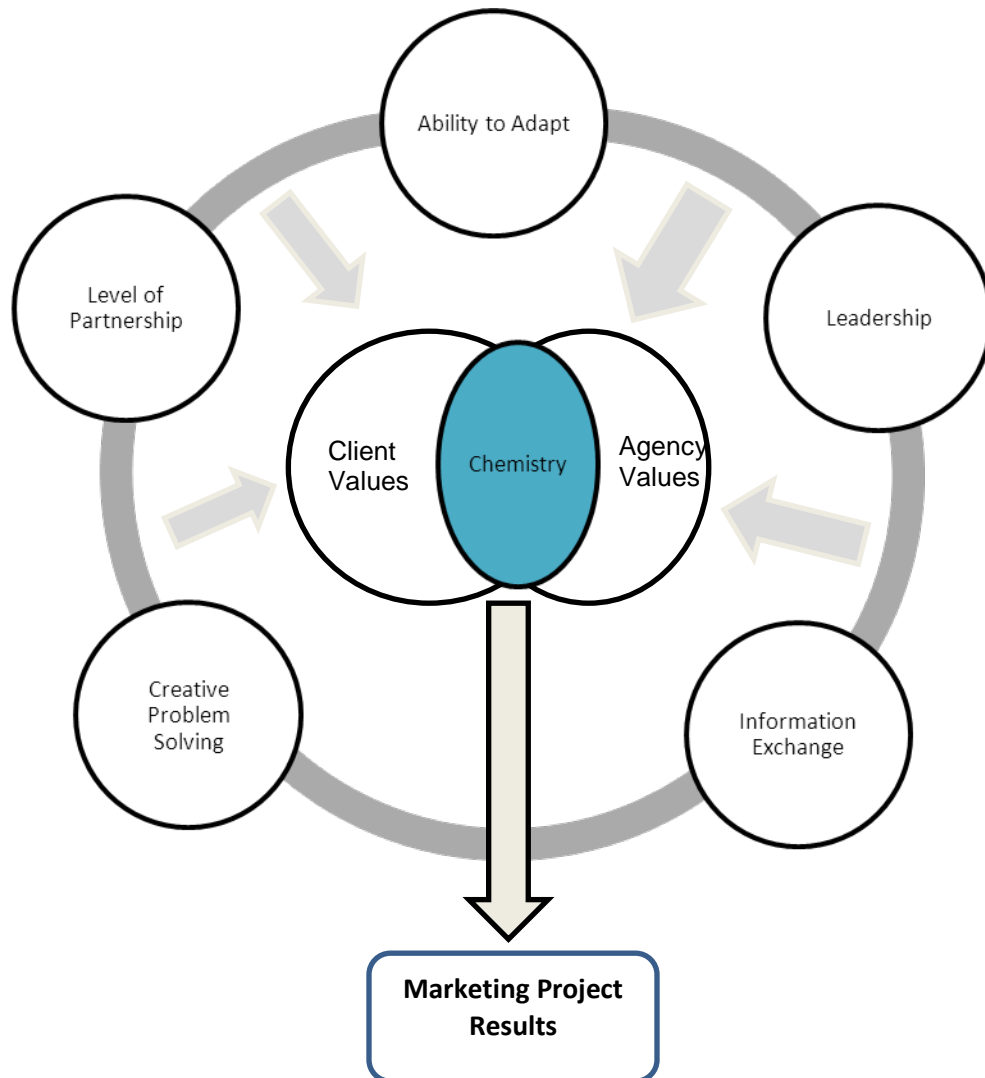 Ability to Adapt
Level of
Partnership
Leadership
Client
Values
Chemistry
Agency
Values
Creative
Problem
Solving
Information
Exchange
Marketing Project
Results